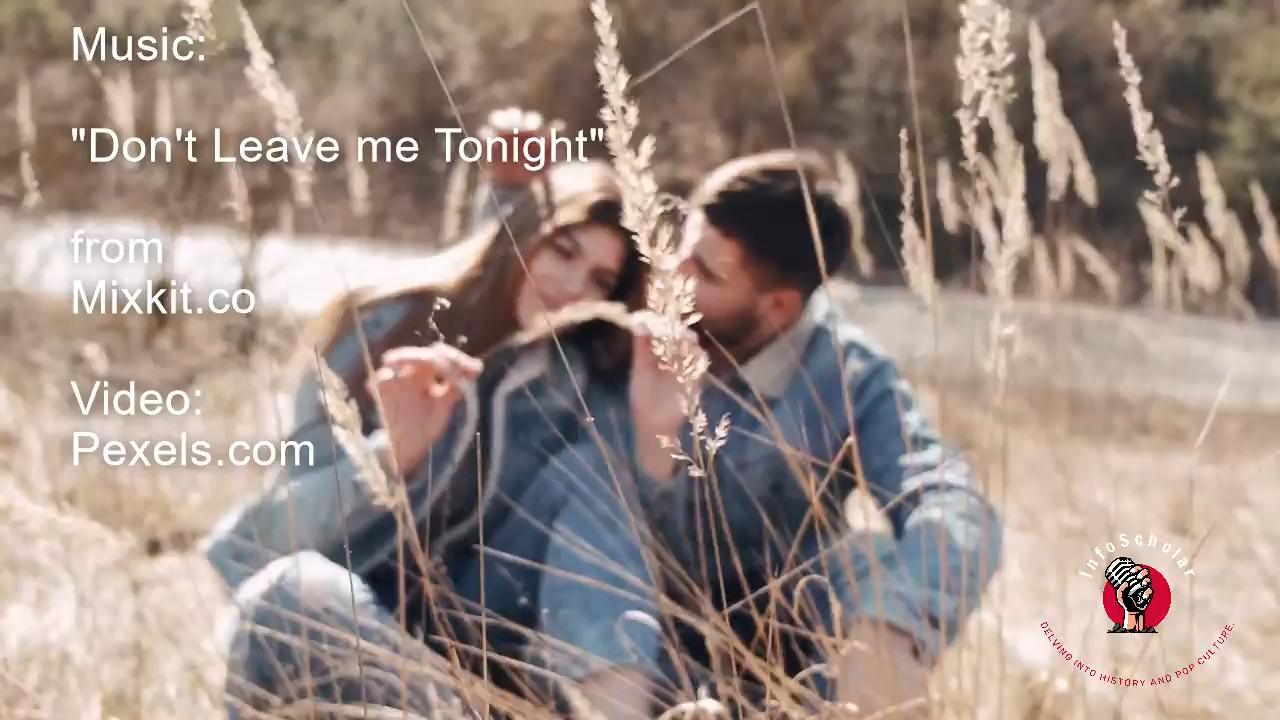 Music:
"Don't Leave me Tonight"
from
Mixkit.co
Video:
Pexels.com
InfoScholar
DELVING INTO HISTORY AND POP CULTURE.